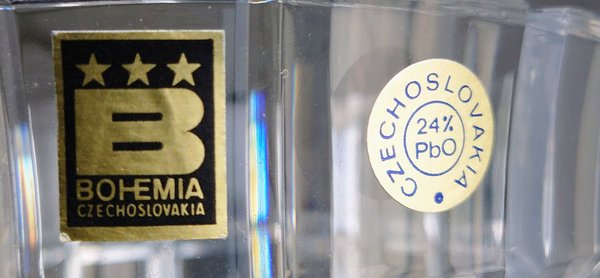 B
BOHEMIA
CZECHOSLOVAKIA
CZECHOSLOVAKIA
24%
PbO